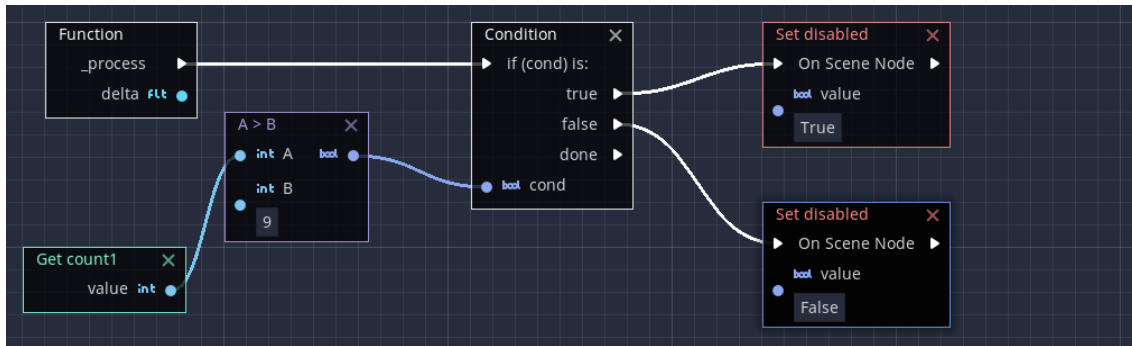 Function
_process
delta flt
A > B
int A bool
int B
9
Get count1
value int
Condition
if (cond) is:
true
false
done
bool cond
Set disabled
On Scene Node
bool value
True
Set disabled
On Scene Node
bool value
False